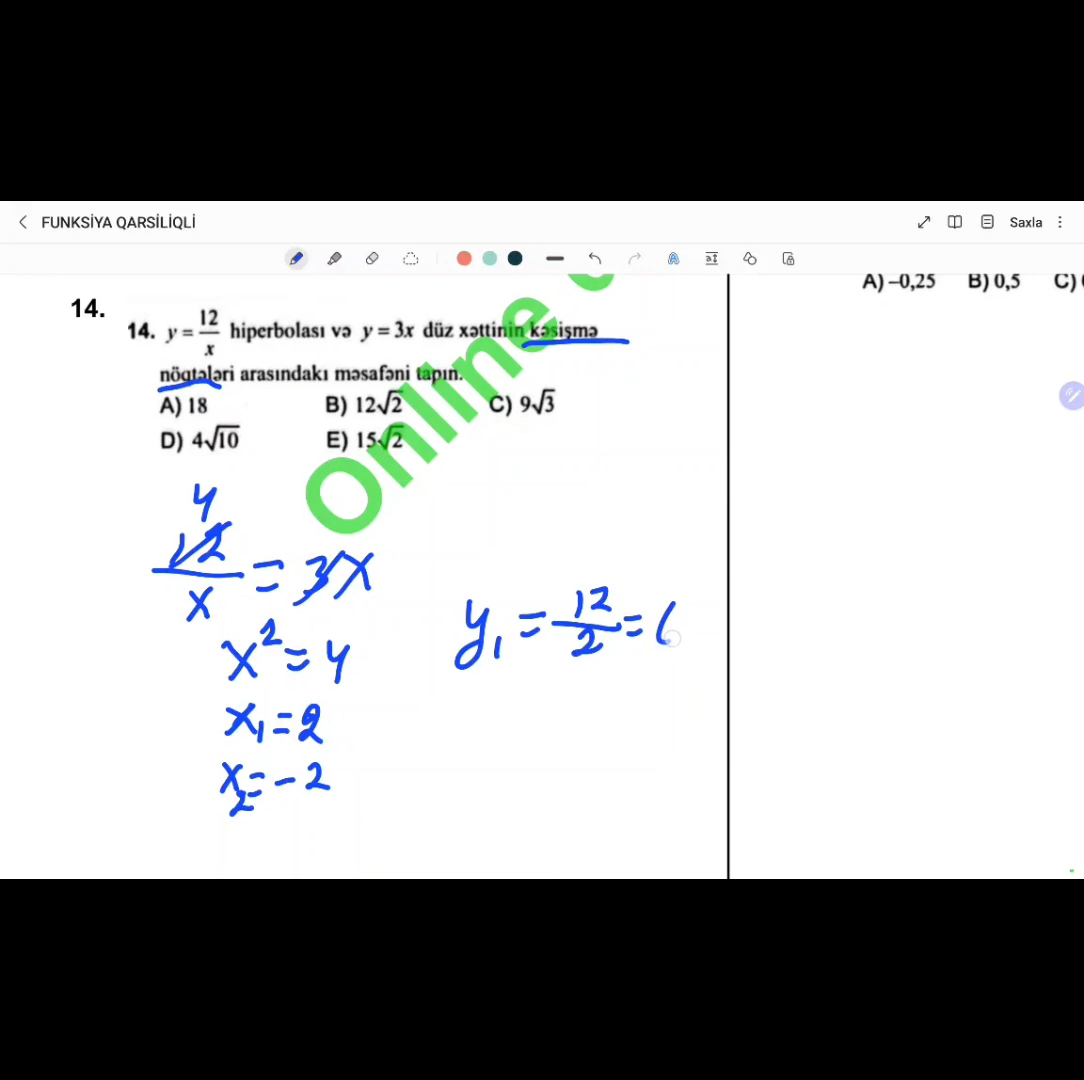 FUNKSİYA QARSİLİQLİ
Saxla
A) –0,25 B) 0,5 C)
14.
14. y = 12/x hiperbolası və y = 3x düz xəttinin kəsişmə
nöqtələri arasındakı məsafəni tapın.
A) 18 B) 12√2 C) 9√3
D) 4√10 E) 15√2
Online
4
12/x = 3x
x² = 4
x₁ = 2
x₂ = -2
y₁ = 12/2 =